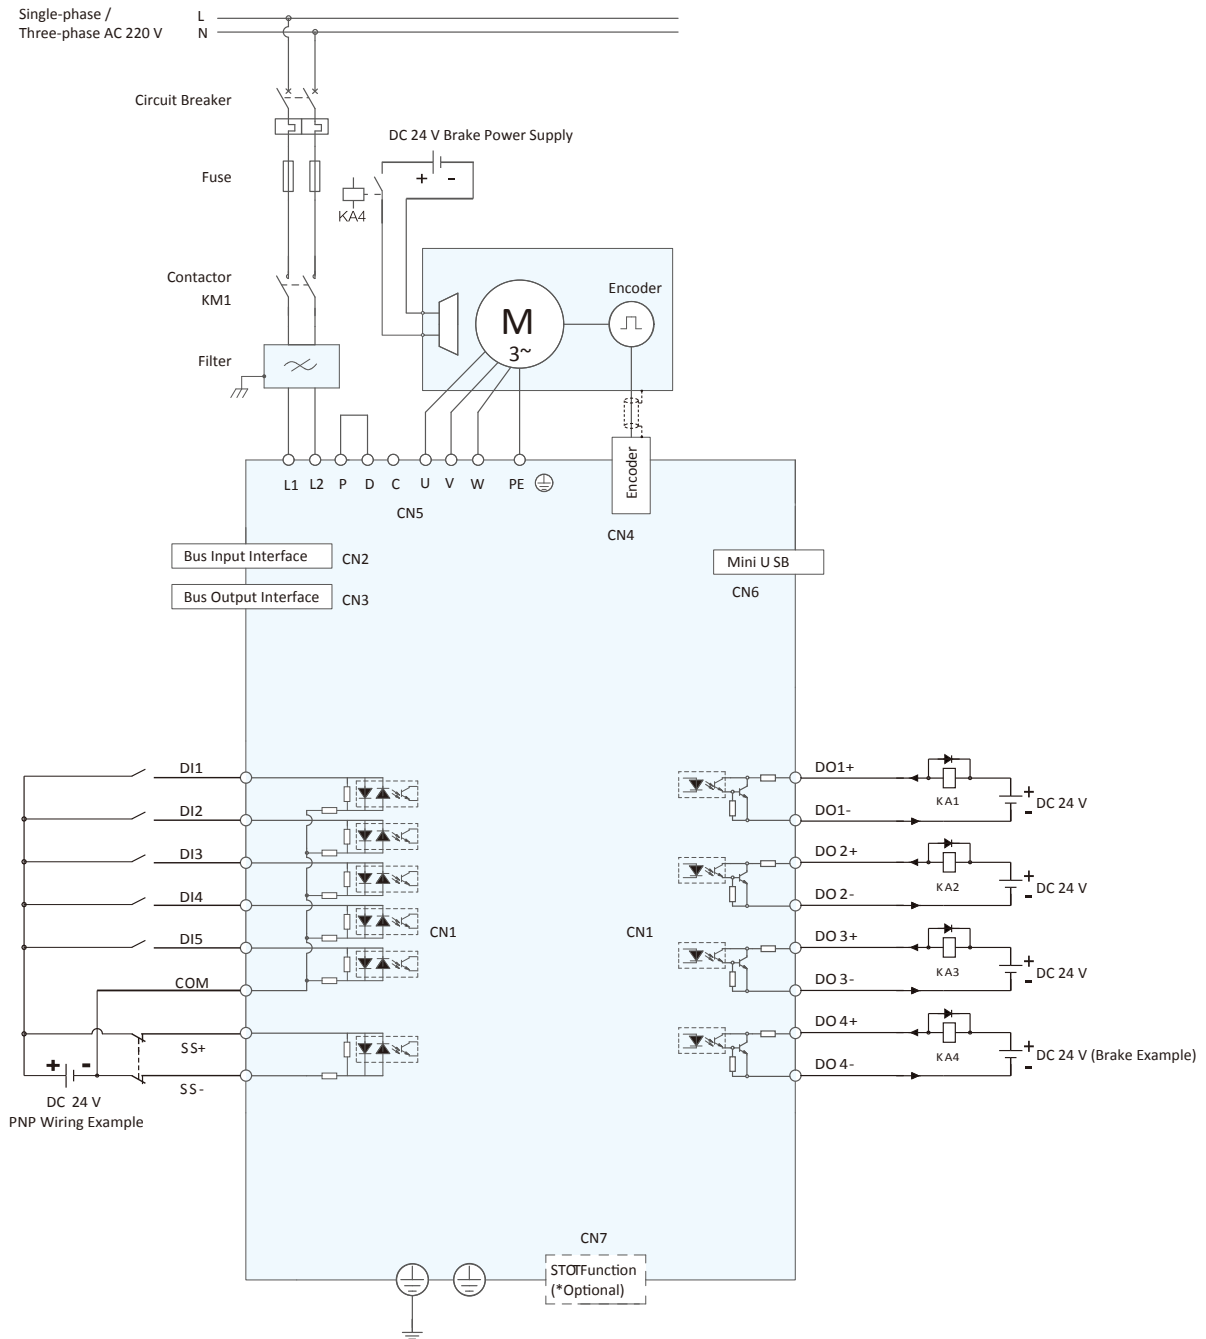 Single-phase /
Three-phase AC 220 V
L
N
Circuit Breaker
DC 24 V Brake Power Supply
Fuse
+ -
KA4
Contactor
KM1
Encoder
M
3~
Filter
Encoder
L1 L2 P D C U V W PE
CN5
CN4
Bus Input Interface
CN2
Mini U SB
Bus Output Interface
CN3
CN6
DI1
DI2
DI3
DI4
DI5
COM
SS+
SS-
+ -
DC 24 V
PNP Wiring Example
CN1
CN1
DO1+
KA1
DO1-
+
-
DC 24 V
DO 2+
KA2
DO 2-
+
-
DC 24 V
DO 3+
KA3
DO 3-
+
-
DC 24 V
DO 4+
KA4
DO 4-
+
-
DC 24 V (Brake Example)
CN7
STOTFunction
(*Optional)